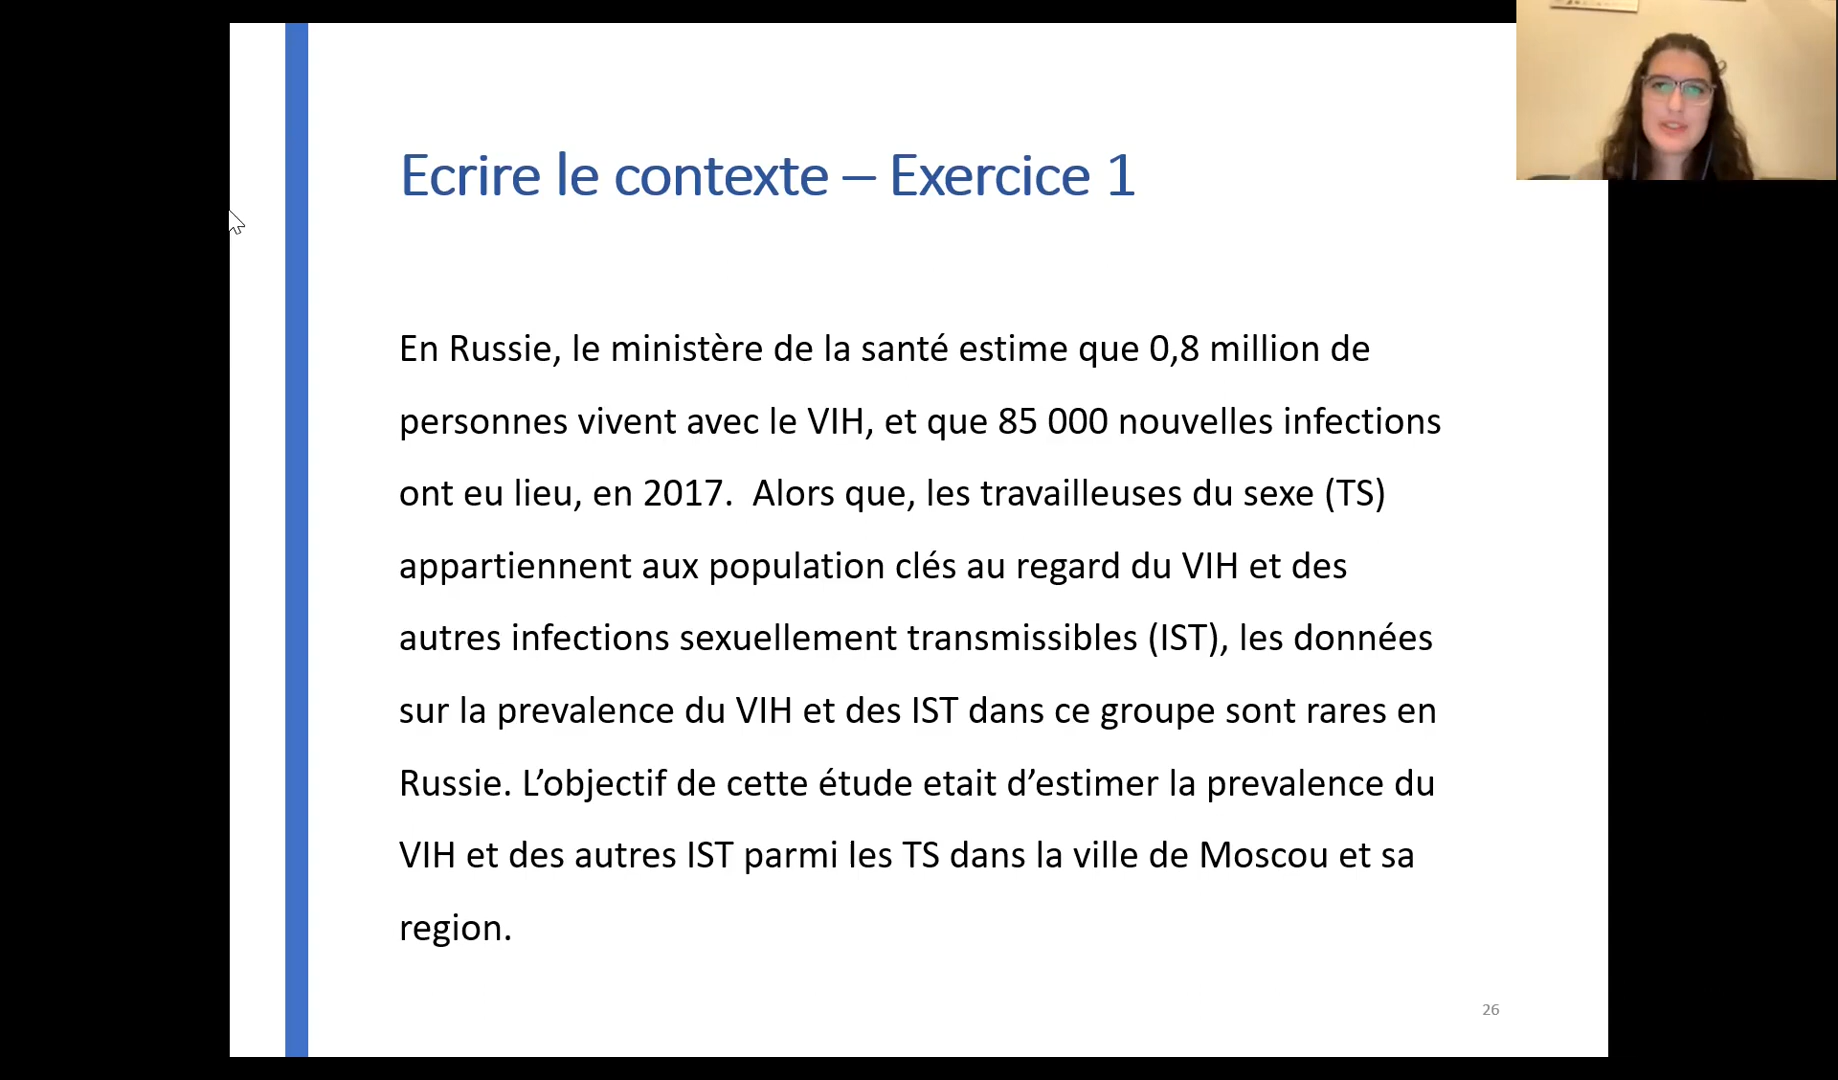 Ecrire le contexte – Exercice 1
En Russie, le ministère de la santé estime que 0,8 million de
personnes vivent avec le VIH, et que 85 000 nouvelles infections
ont eu lieu, en 2017.  Alors que, les travailleuses du sexe (TS)
appartiennent aux population clés au regard du VIH et des
autres infections sexuellement transmissibles (IST), les données
sur la prevalence du VIH et des IST dans ce groupe sont rares en
Russie. L’objectif de cette étude etait d’estimer la prevalence du
VIH et des autres IST parmi les TS dans la ville de Moscou et sa
region.
26